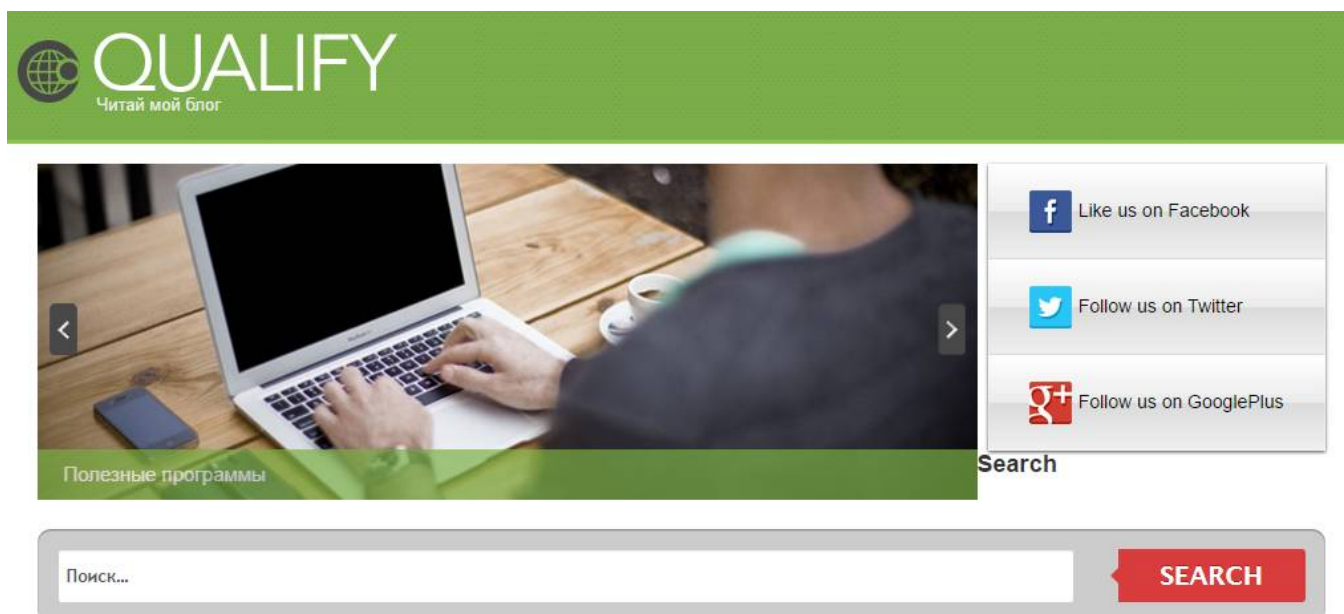 QUALIFY
Читай мой блог
Like us on Facebook
Follow us on Twitter
Follow us on GooglePlus
Полезные программы
Search
Поиск...
SEARCH